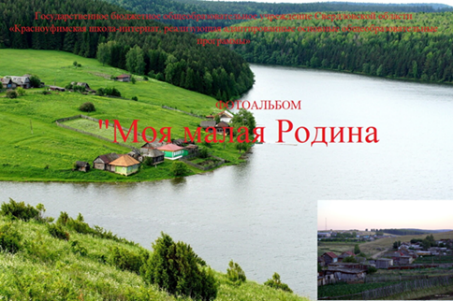 Государственное бюджетное общеобразовательное учреждение Свердловской области
«Красноуфимская школа-интернат, реализующая адаптированные основные общеобразовательные
программы»
ФОТОАЛЬБОМ
"Моя малая Родина